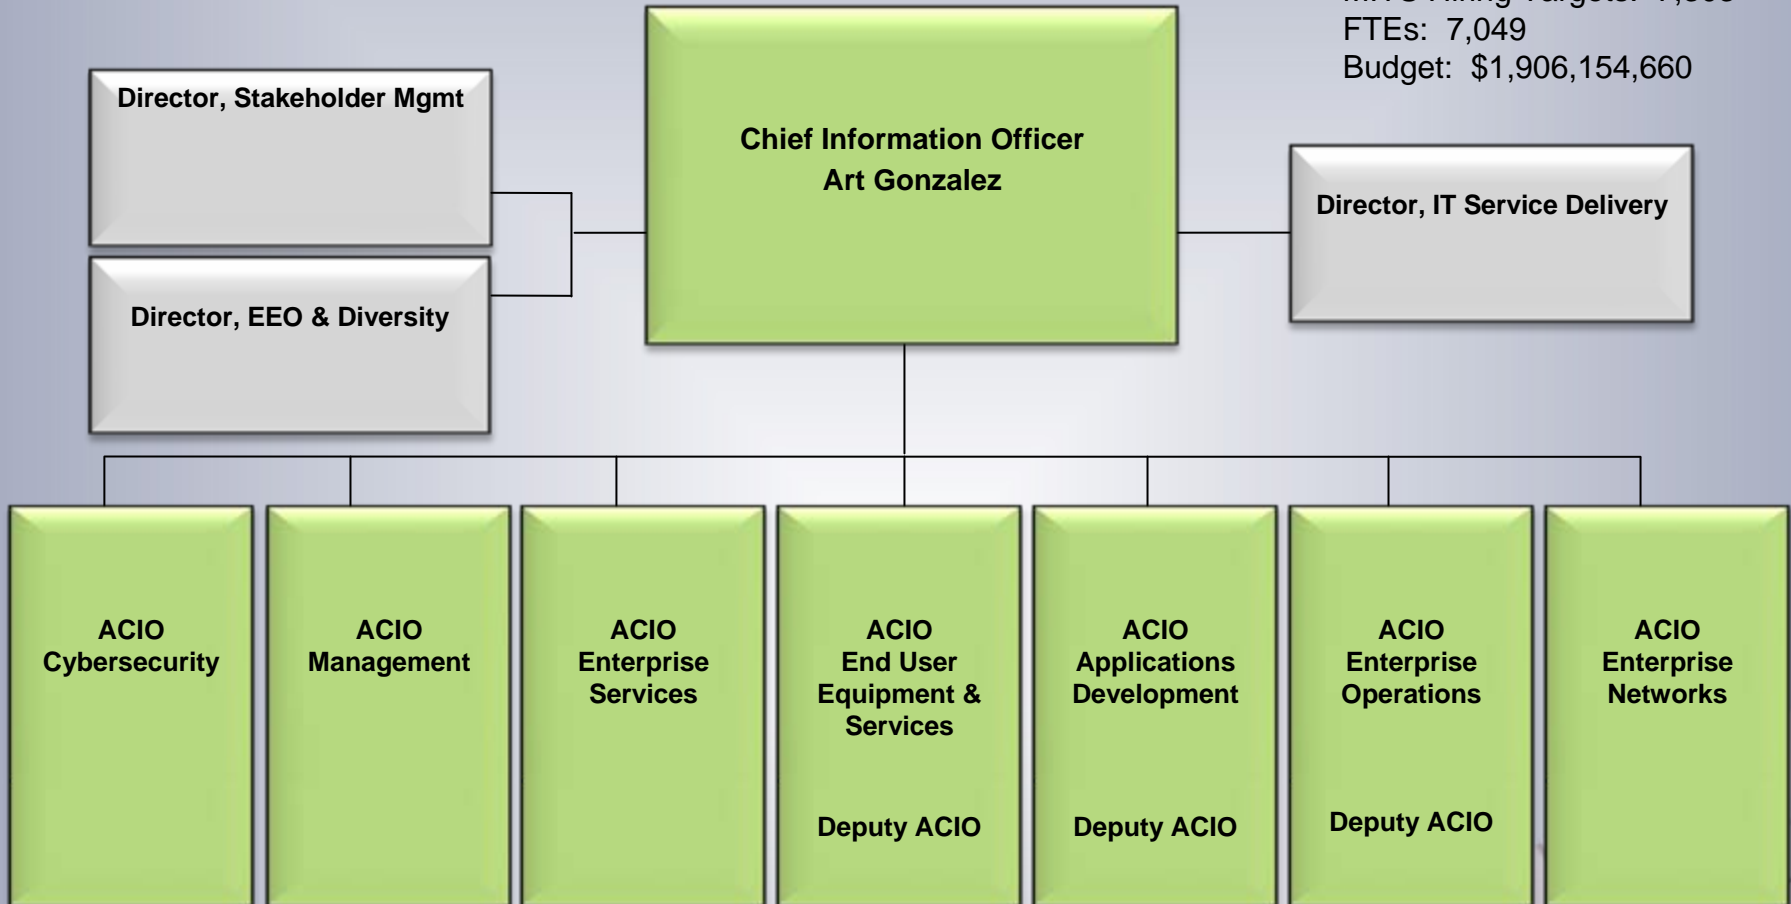 FTEs: 7,049
Budget: $1,906,154,660
Director, Stakeholder Mgmt
Chief Information Officer
Art Gonzalez
Director, IT Service Delivery
Director, EEO & Diversity
ACIO
Cybersecurity
ACIO
Management
ACIO
Enterprise
Services
ACIO
End User
Equipment &
Services
Deputy ACIO
ACIO
Applications
Development
Deputy ACIO
ACIO
Enterprise
Operations
Deputy ACIO
ACIO
Enterprise
Networks